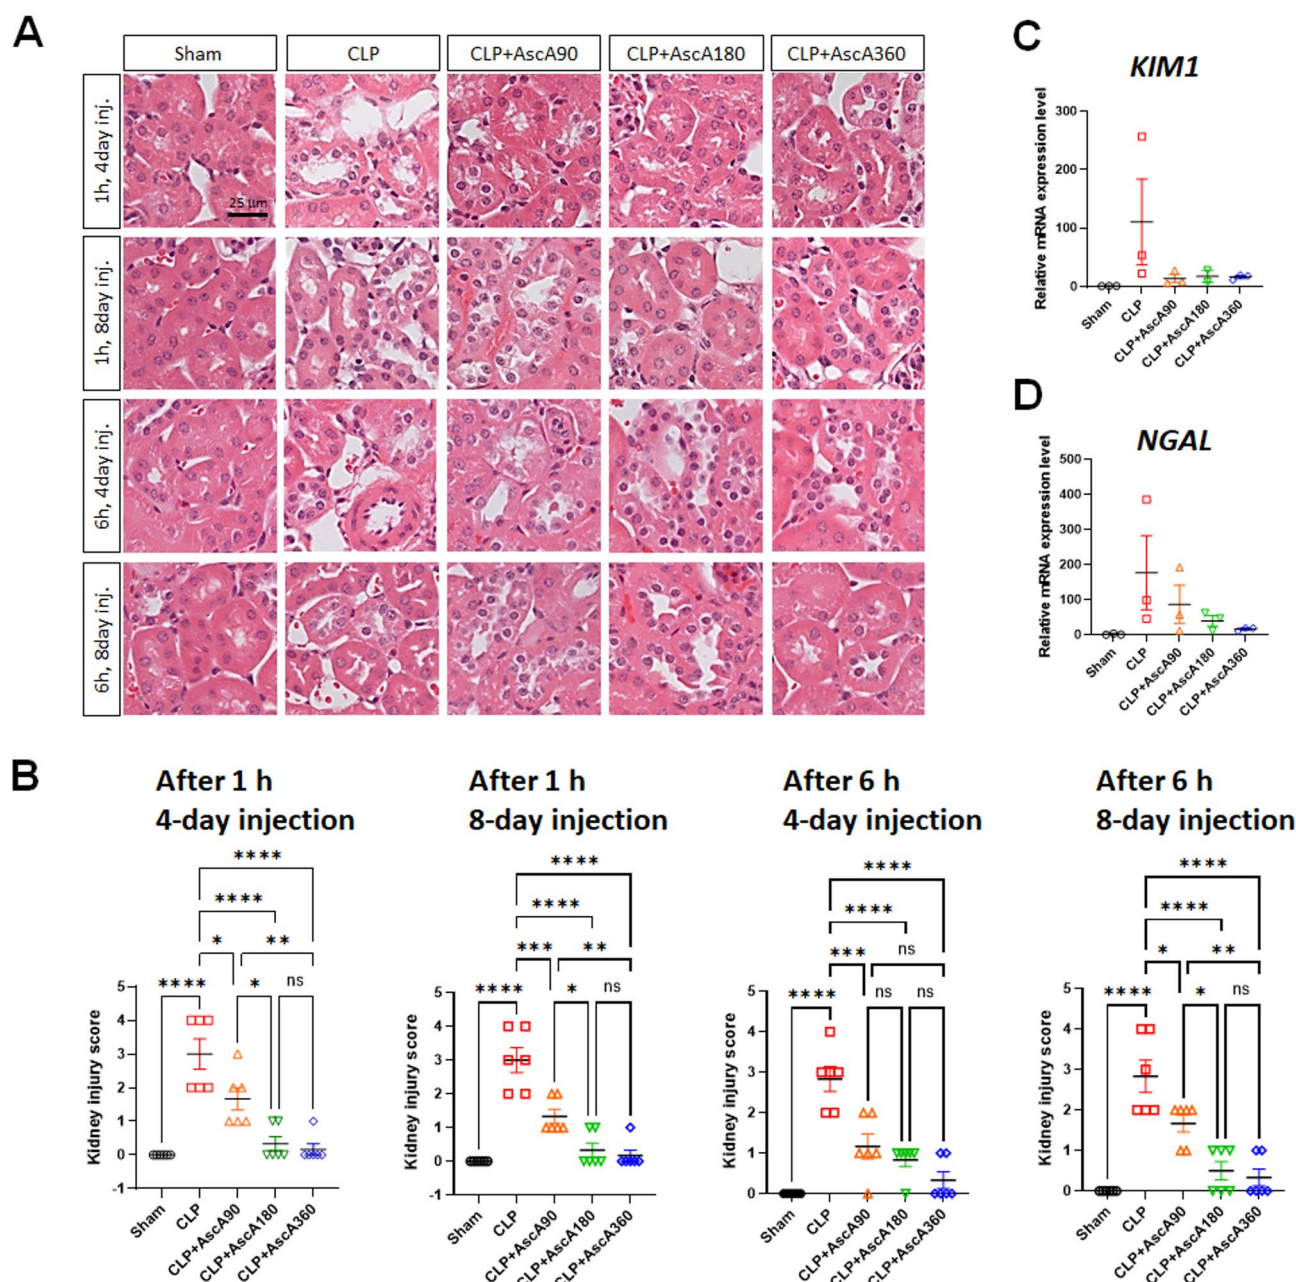 A
Sham
CLP
CLP+AscA90
CLP+AscA180
CLP+AscA360
1h, 4day inj.
25 μm
1h, 8day inj.
6h, 4day inj.
6h, 8day inj.
C
KIM1
Relative mRNA experession level
300
200
100
0
Sham
CLP
CLP+AscA90
CLP+AscA180
CLP+AscA360
D
NGAL
Relative mRNA expression level
500
400
300
200
100
0
Sham
CLP
CLP+AscA90
CLP+AscA180
CLP+AscA360
B
After 1 h
4-day injection
****
****
* **
**** * ns
Kidney injury score
5
4
3
2
1
0
-1
Sham
CLP
CLP+AscA90
CLP+AscA180
CLP+AscA360
After 1 h
8-day injection
****
****
*** **
**** * ns
Kidney injury score
5
4
3
2
1
0
-1
Sham
CLP
CLP+AscA90
CLP+AscA180
CLP+AscA360
After 6 h
4-day injection
****
****
*** ns
**** ns ns
Kidney injury score
5
4
3
2
1
0
Sham
CLP
CLP+AscA90
CLP+AscA180
CLP+AscA360
After 6 h
8-day injection
****
****
* **
**** * ns
Kidney injury score
5
4
3
2
1
0
Sham
CLP
CLP+AscA90
CLP+AscA180
CLP+AscA360